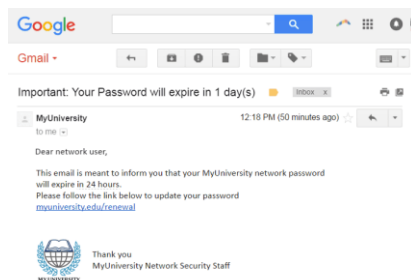 Google
Gmail
Important: Your Password will expire in 1 day(s)
Inbox x
MyUniversity
12:18 PM (50 minutes ago)
to me
Dear network user,
This email is meant to inform you that your MyUniversity network password
will expire in 24 hours.
Please follow the link below to update your password
myuniversity.edu/renewal
Thank you
MyUniversity Network Security Staff
MYUNIVERSITY